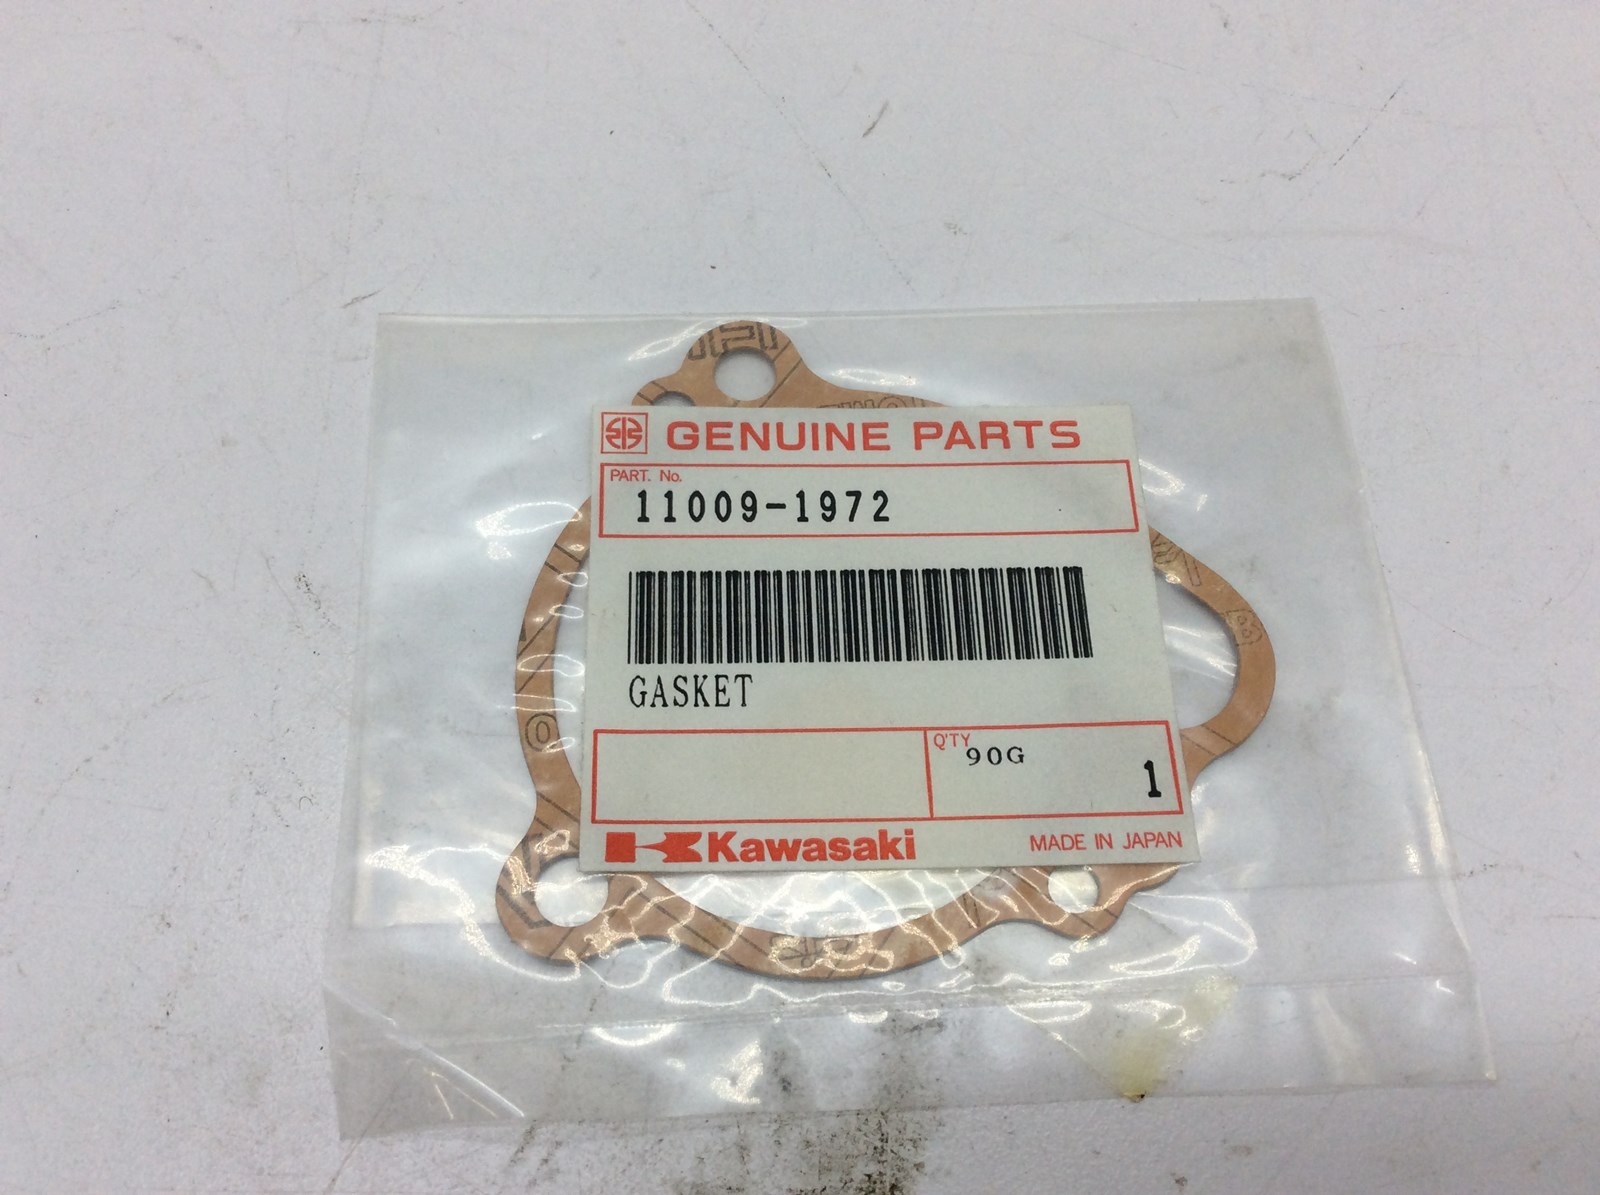 GENUINE PARTS
PART. No.
11009-1972
GASKET
Q'TY
90G
1
Kawasaki
MADE IN JAPAN